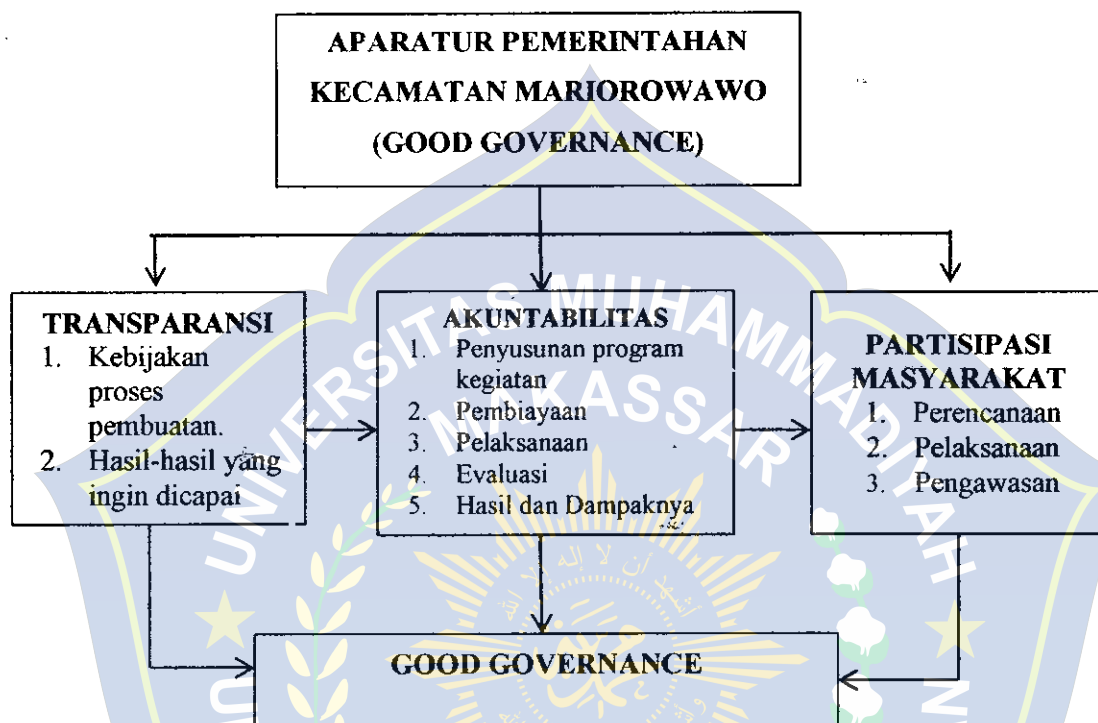 APARATUR PEMERINTAHAN
KECAMATAN MARIOROWAWO
(GOOD GOVERNANCE)
TRANSPARANSI
1. Kebijakan
proses
pembuatan.
2. Hasil-hasil yang
ingin dicapai
AKUNTABILITAS
1. Penyusunan program
kegiatan
2. Pembiayaan
3. Pelaksanaan
4. Evaluasi
5. Hasil dan Dampaknya
PARTISIPASI
MASYARAKAT
1. Perencanaan
2. Pelaksanaan
3. Pengawasan
GOOD GOVERNANCE
UNIVERSITAS MUHAMMADIYAH
MAKASSAR